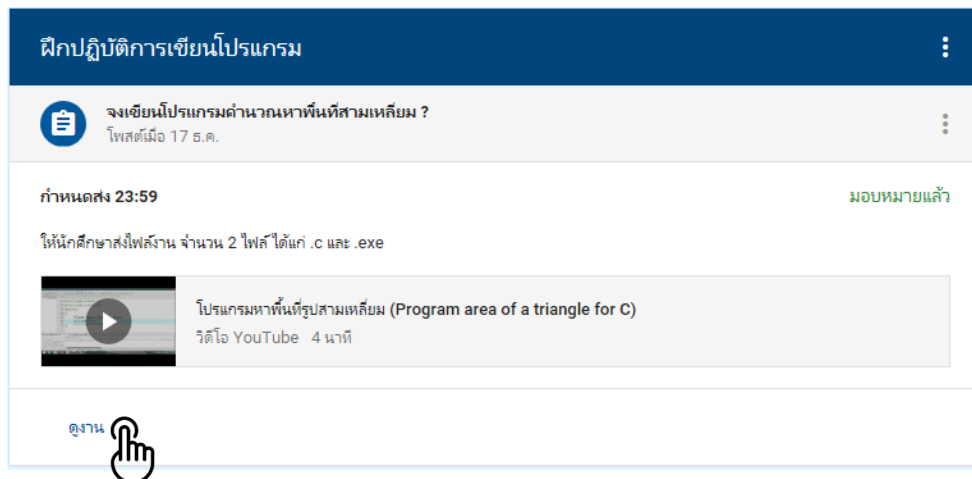 ฝึกปฏิบัติการเขียนโปรแกรม
จงเขียนโปรแกรมคำนวณหาพื้นที่สามเหลี่ยม ?
โพสต์เมื่อ 17 ธ.ค.
กำหนดส่ง 23:59
มอบหมายแล้ว
ให้นักศึกษาส่งไฟล์งาน จำนวน 2 ไฟล์ ได้แก่ .c และ .exe
โปรแกรมหาพื้นที่รูปสามเหลี่ยม (Program area of a triangle for C)
วิดีโอ YouTube 4 นาที
ดูงาน